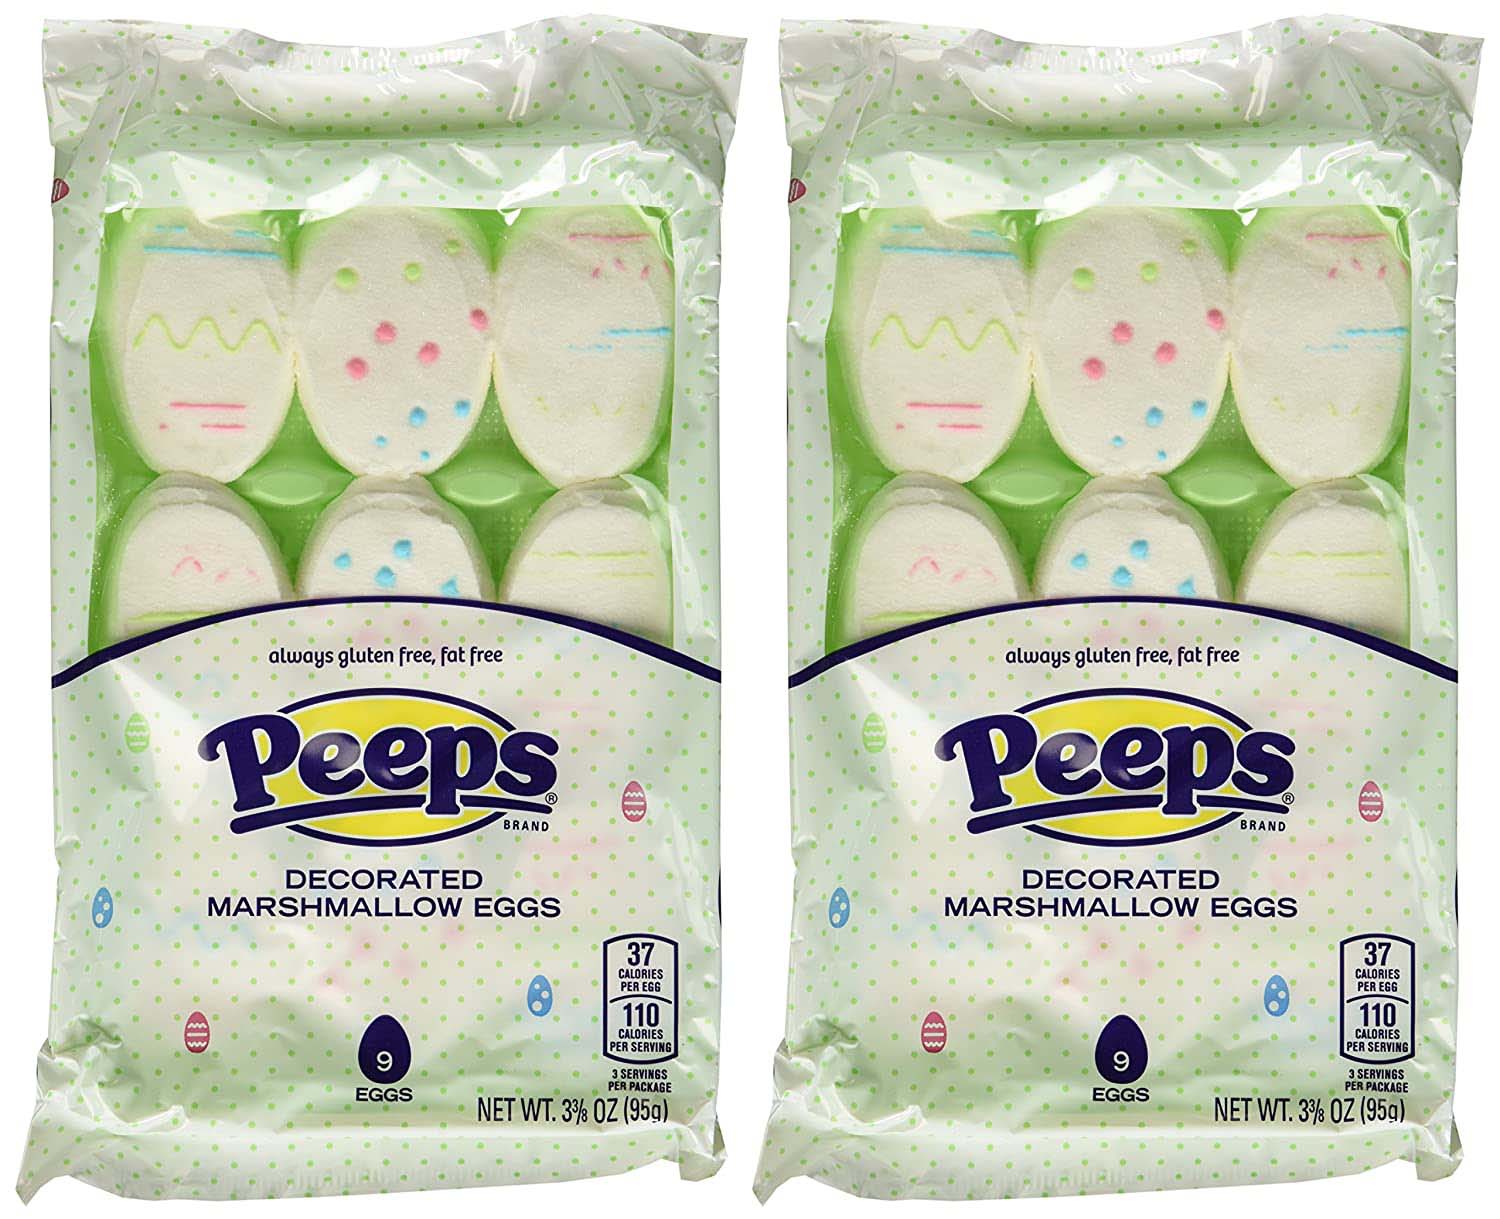 always gluten free, fat free
Peeps®
BRAND
DECORATED
MARSHMALLOW EGGS
37
CALORIES
PER EGG
110
CALORIES
PER SERVING
3 SERVINGS
PER PACKAGE
9
EGGS
NET WT. 3⅜ OZ (95g)
always gluten free, fat free
Peeps®
BRAND
DECORATED
MARSHMALLOW EGGS
37
CALORIES
PER EGG
110
CALORIES
PER SERVING
3 SERVINGS
PER PACKAGE
9
EGGS
NET WT. 3⅜ OZ (95g)